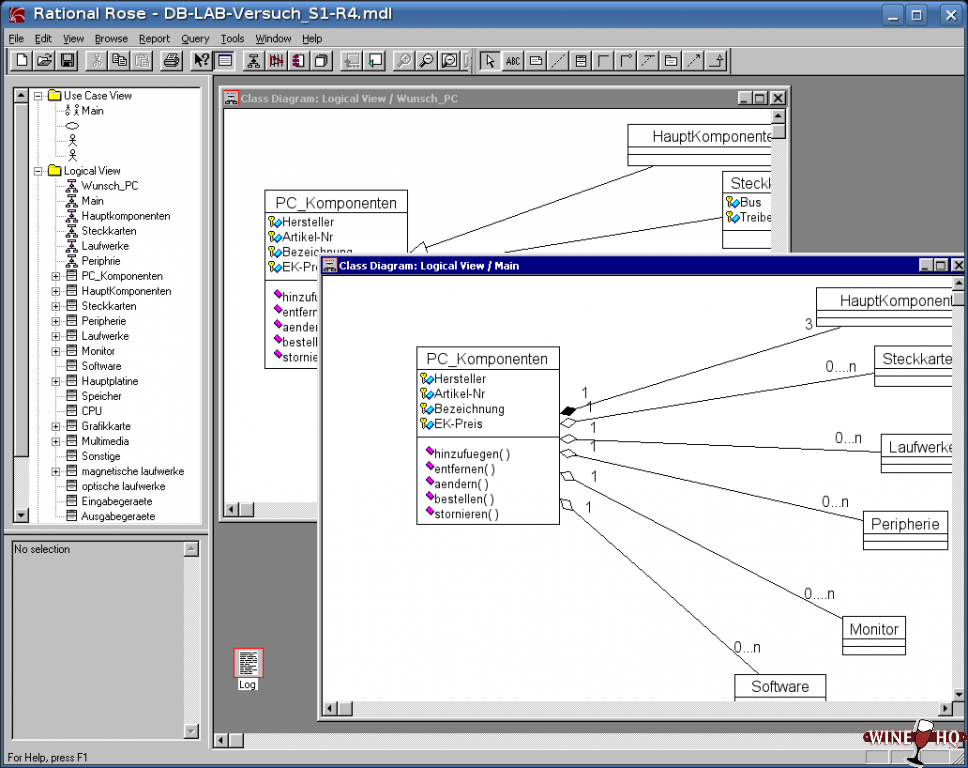 Rational Rose - DB-LAB-Versuch_S1-R4.mdl
File Edit View Browse Report Query Tools Window Help
ABC
Use Case View
Main
Logical View
Wunsch_PC
Main
Hauptkomponenten
Steckkarten
Laufwerke
Periphrie
PC_Komponenten
HauptKomponenten
Steckkarten
Peripherie
Laufwerke
Monitor
Software
Hauptplatine
Speicher
CPU
Grafikkarte
Multimedia
Sonstige
magnetische laufwerke
optische laufwerke
Eingabegeraete
Ausgabegeraete
No selection
Class Diagram: Logical View / Wunsch_PC
HauptKomponente
Steckk
Bus
Treibe
PC_Komponenten
Hersteller
Artikel-Nr
Bezeichnung
EK-Pre
hinzufu
entfern
aender
bestell
stornie
Class Diagram: Logical View / Main
HauptKomponent
3
Steckkarte
0....n
PC_Komponenten
Hersteller
Artikel-Nr
Bezeichnung
EK-Preis
hinzufuegen( )
entfernen( )
aendern( )
bestellen( )
stornieren( )
1
1
1
1
1
1
Laufwerke
0...n
Peripherie
0...n
Monitor
0....n
Software
0...n
Log
For Help, press F1
WINE HQ